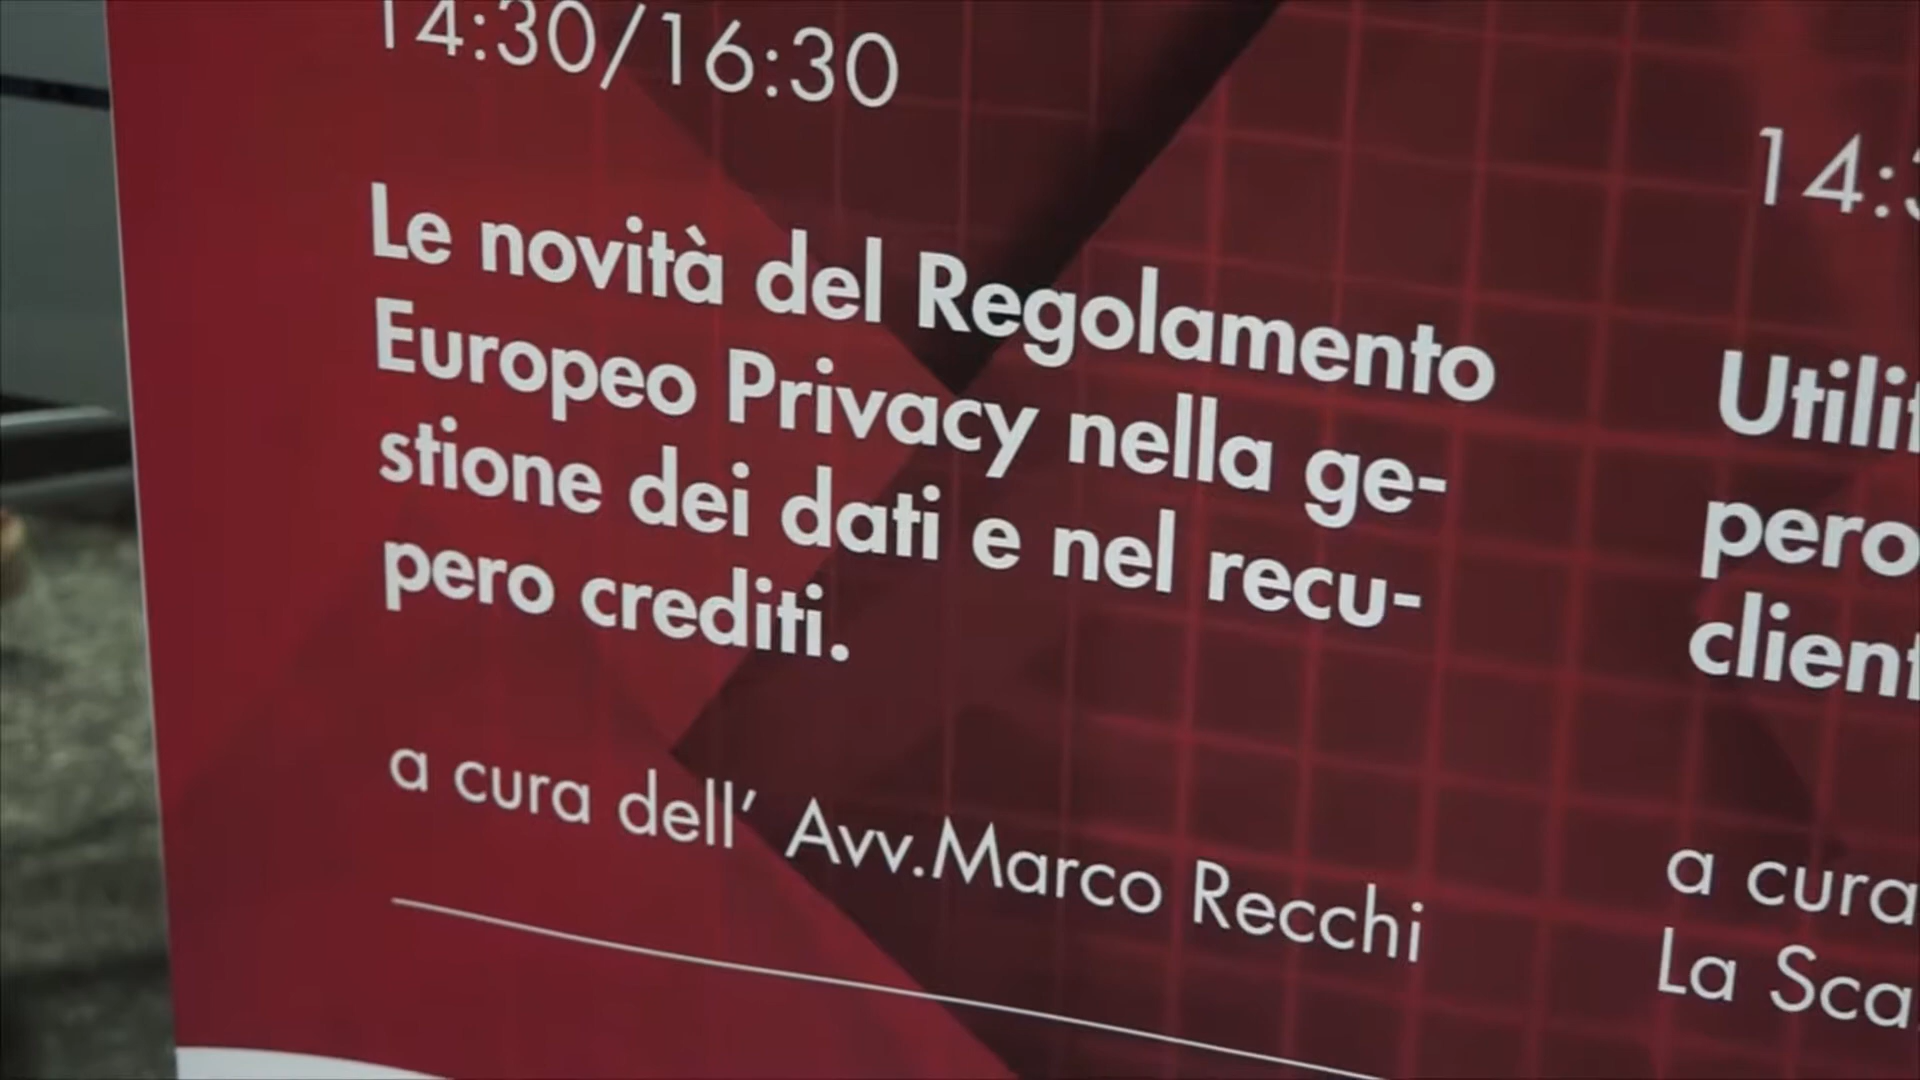 14:30/16:30
Le novità del Regolamento
Europeo Privacy nella ge-
stione dei dati e nel recu-
pero crediti.
a cura dell' Avv.Marco Recchi
14:3
Utilit
pero
client
a cura
La Sca